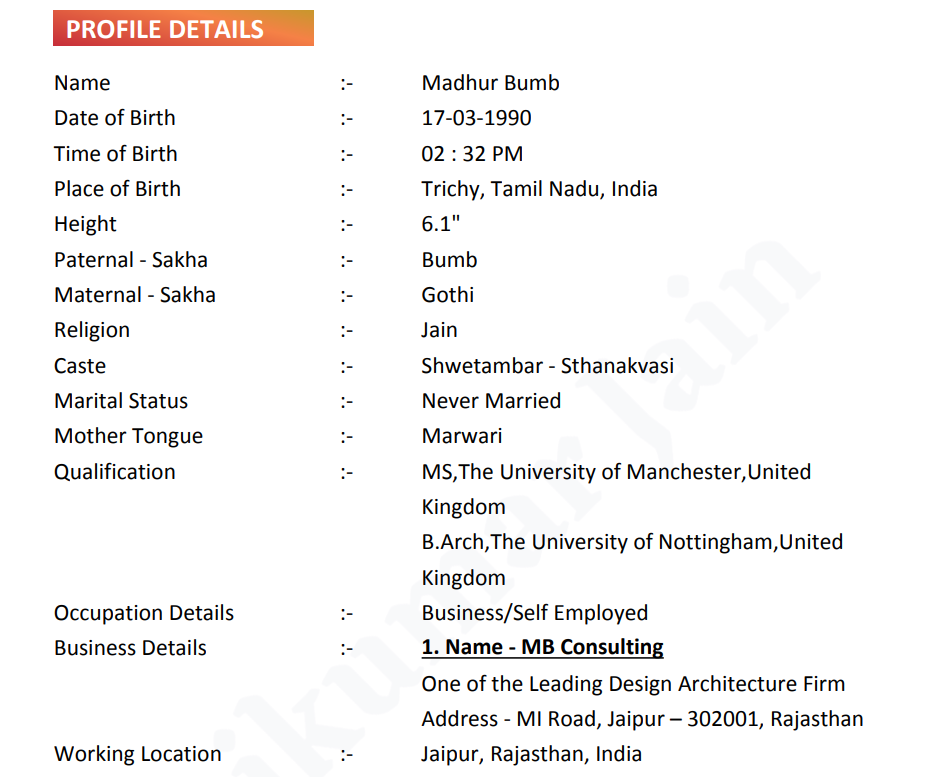 PROFILE DETAILS
Name :- Madhur Bumb
Date of Birth :- 17-03-1990
Time of Birth :- 02 : 32 PM
Place of Birth :- Trichy, Tamil Nadu, India
Height :- 6.1"
Paternal - Sakha :- Bumb
Maternal - Sakha :- Gothi
Religion :- Jain
Caste :- Shwetambar - Sthanakvasi
Marital Status :- Never Married
Mother Tongue :- Marwari
Qualification :- MS,The University of Manchester,United
Kingdom
B.Arch,The University of Nottingham,United
Kingdom
Occupation Details :- Business/Self Employed
Business Details :- 1. Name - MB Consulting
One of the Leading Design Architecture Firm
Address - MI Road, Jaipur – 302001, Rajasthan
Working Location :- Jaipur, Rajasthan, India
Jain